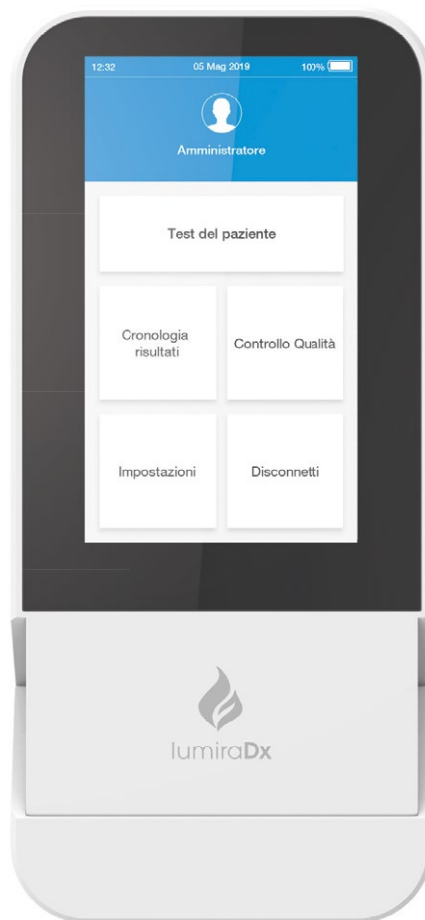 12:32 05 Mag 2019 100%
Amministratore
Test del paziente
Cronologia
risultati
Controllo Qualità
Impostazioni
Disconnetti
lumiraDx